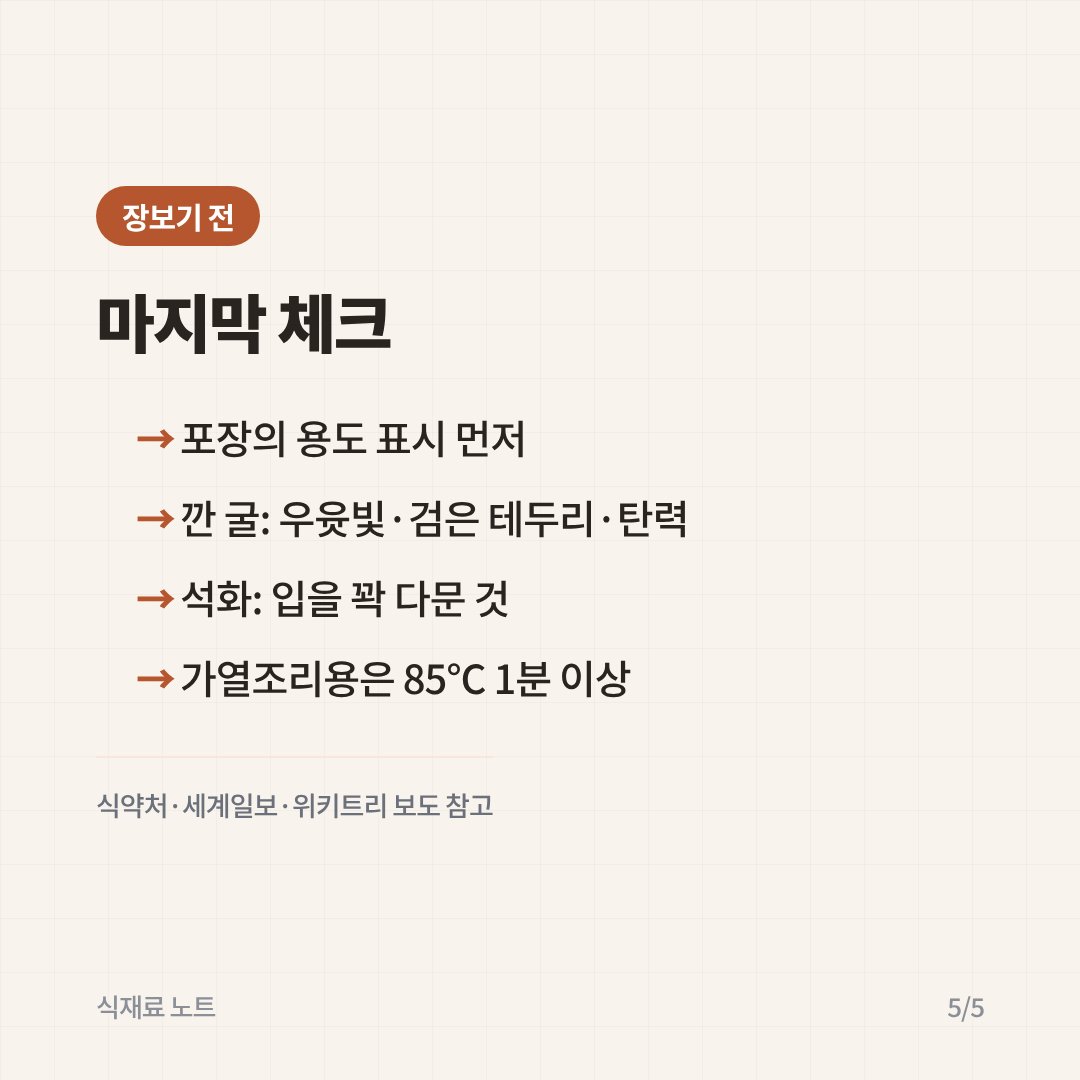 장보기 전
마지막 체크
→ 포장의 용도 표시 먼저
→ 깐 굴: 우윳빛·검은 테두리·탄력
→ 석화: 입을 꽉 다문 것
→ 가열조리용은 85℃ 1분 이상
식약처·세계일보·위키트리 보도 참고
식재료 노트
5/5